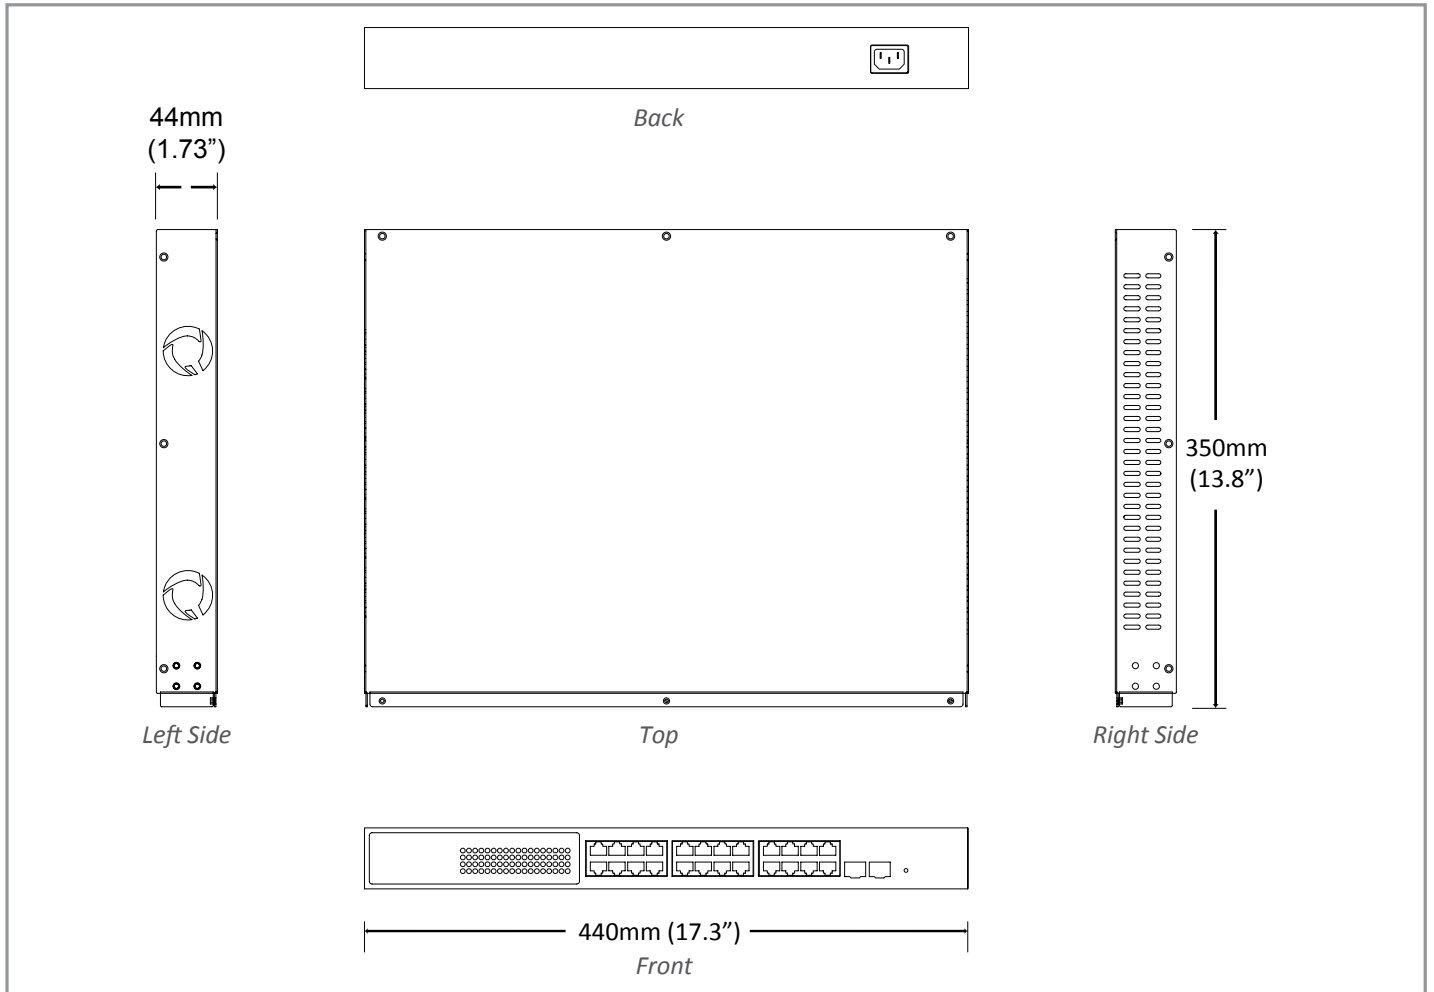 Back
44mm
(1.73”)
350mm
(13.8”)
Left Side
Top
Right Side
440mm (17.3”)
Front